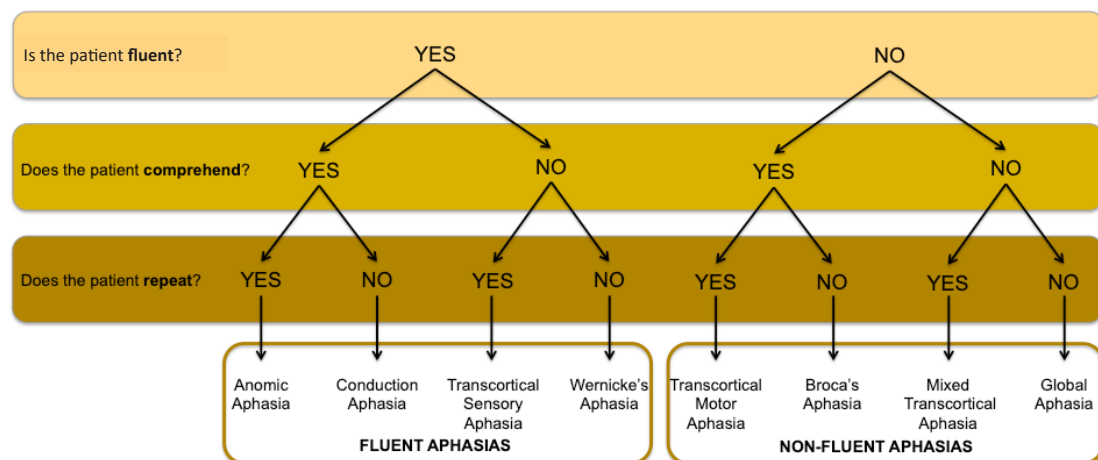 Is the patient fluent?
YES
NO
Does the patient comprehend?
YES
NO
YES
NO
Does the patient repeat?
YES
NO
YES
NO
YES
NO
YES
NO
Anomic
Aphasia
Conduction
Aphasia
Transcortical
Sensory
Aphasia
Wernicke's
Aphasia
FLUENT APHASIAS
Transcortical
Motor
Aphasia
Broca's
Aphasia
Mixed
Transcortical
Aphasia
Global
Aphasia
NON-FLUENT APHASIAS